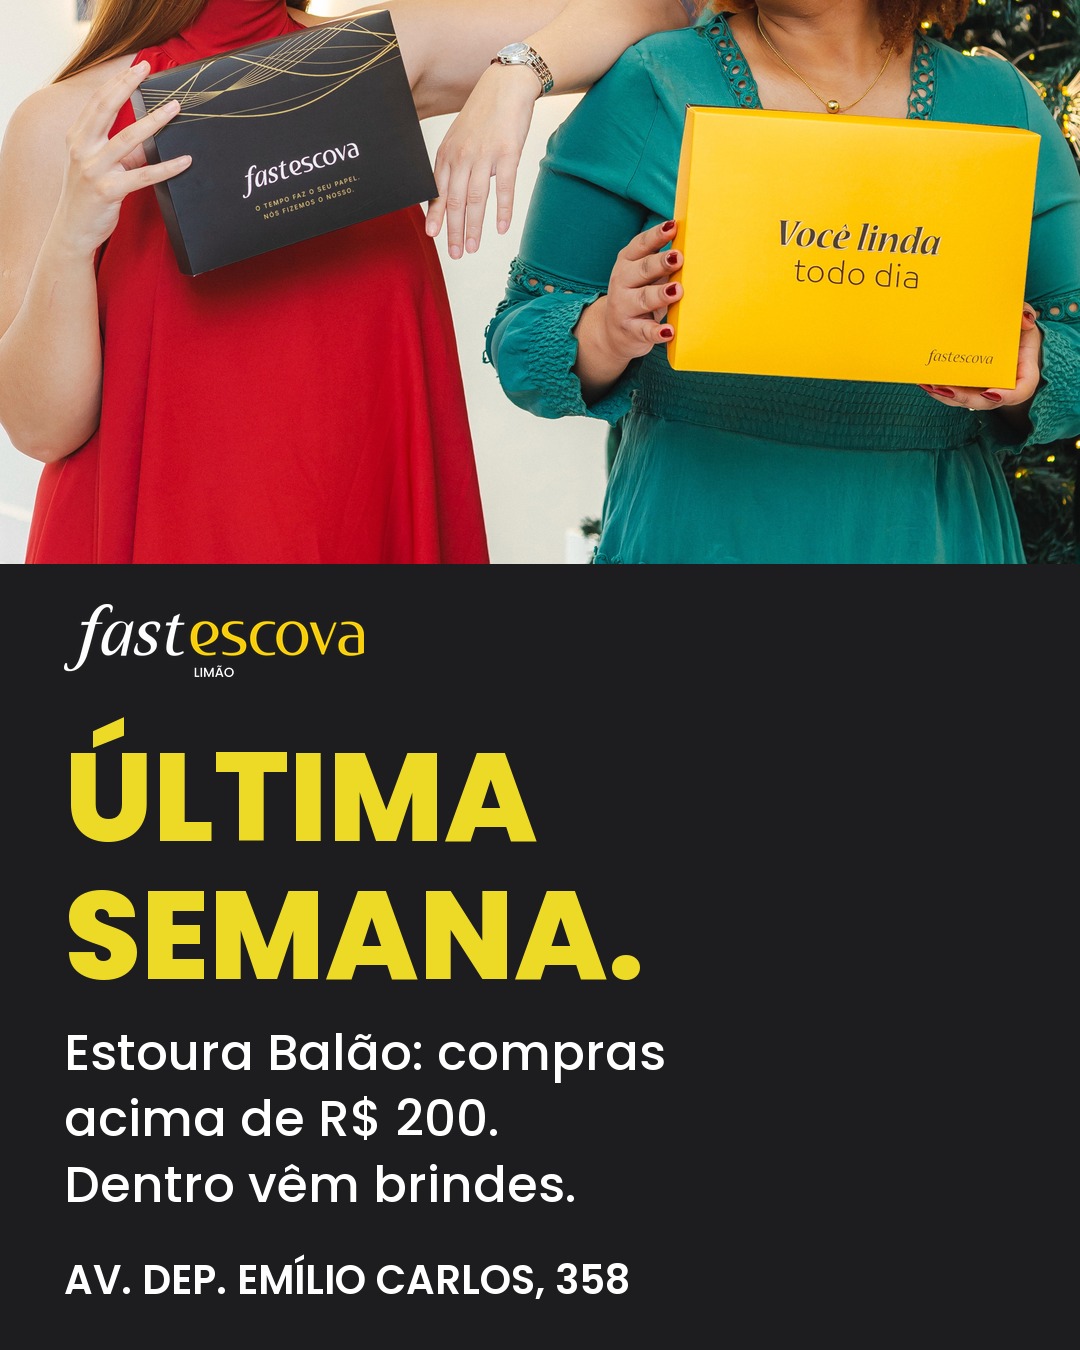 fastescova
O TEMPO FAZ O SEU PAPEL.
NÓS FIZEMOS O NOSSO.
Você linda
todo dia
fastescova
fastescova
LIMÃO
ÚLTIMA
SEMANA.
Estoura Balão: compras
acima de R$ 200.
Dentro vêm brindes.
AV. DEP. EMÍLIO CARLOS, 358